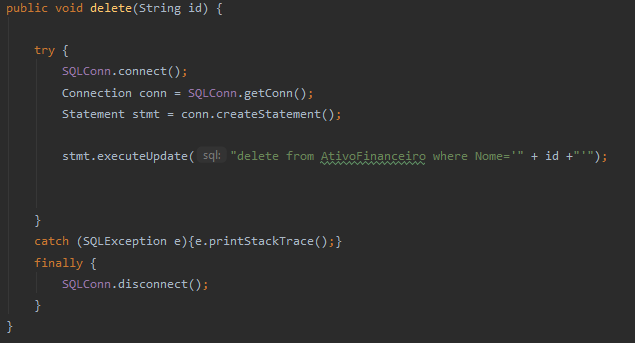 public void delete(String id) {
try {
SQLConn.connect();
Connection conn = SQLConn.getConn();
Statement stmt = conn.createStatement();
stmt.executeUpdate( sql: "delete from AtivoFinanceiro where Nome='" + id +"'");
}
catch (SQLException e){e.printStackTrace();}
finally {
SQLConn.disconnect();
}
}